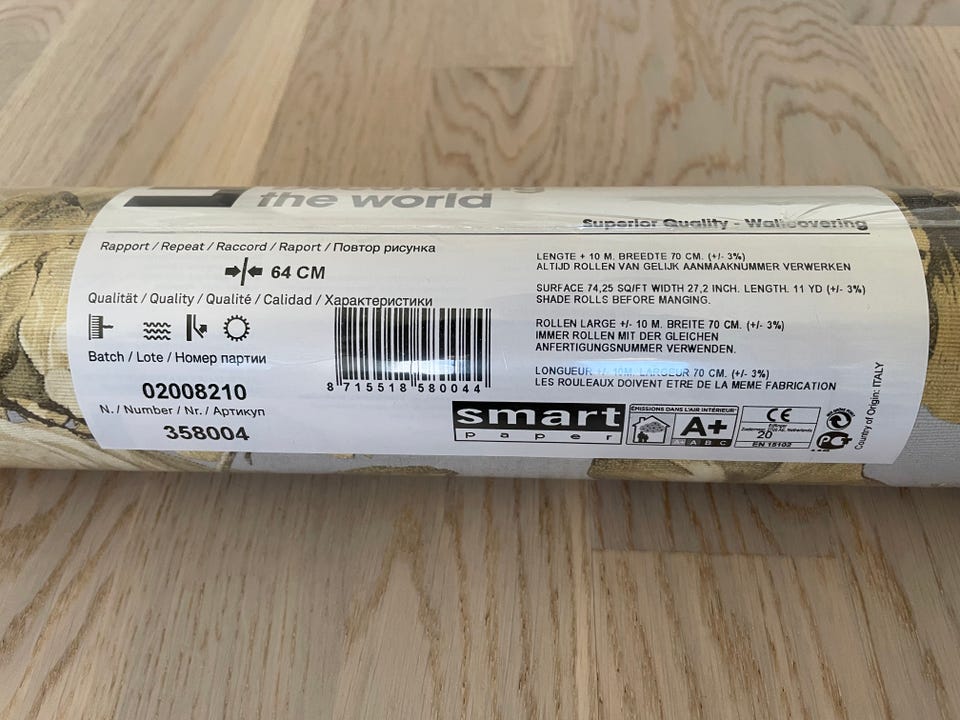 the world
Superior Quality - Wallcovering
Rapport / Repeat / Raccord / Raport / Повтор рисунка
64 CM
Qualität / Quality / Qualité / Calidad / Характеристики
Batch / Lote / Номер партии
02008210
N. / Number / Nr. / Артикул
358004
8 715518 580044
LENGTE + 10 M. BREEDTE 70 CM. (+/- 3%)
ALTIJD ROLLEN VAN GELIJK AANMAAKNUMMER VERWERKEN
SURFACE 74,25 SQ/FT WIDTH 27,2 INCH. LENGTH. 11 YD (+/- 3%)
SHADE ROLLS BEFORE MANGING.
ROLLEN LARGE +/- 10 M. BREITE 70 CM. (+/- 3%)
IMMER ROLLEN MIT DER GLEICHEN
ANFERTIGUNGSNUMMER VERWENDEN.
LONGUEUR +/- 10M. LARGEUR 70 CM. (+/- 3%)
LES ROULEAUX DOIVENT ETRE DE LA MEME FABRICATION
smart
paper
ÉMISSIONS DANS L'AIR INTÉRIEUR*
A+
A+ A B C
CE
20
EN 15102
PC
Country of Origin: ITALY